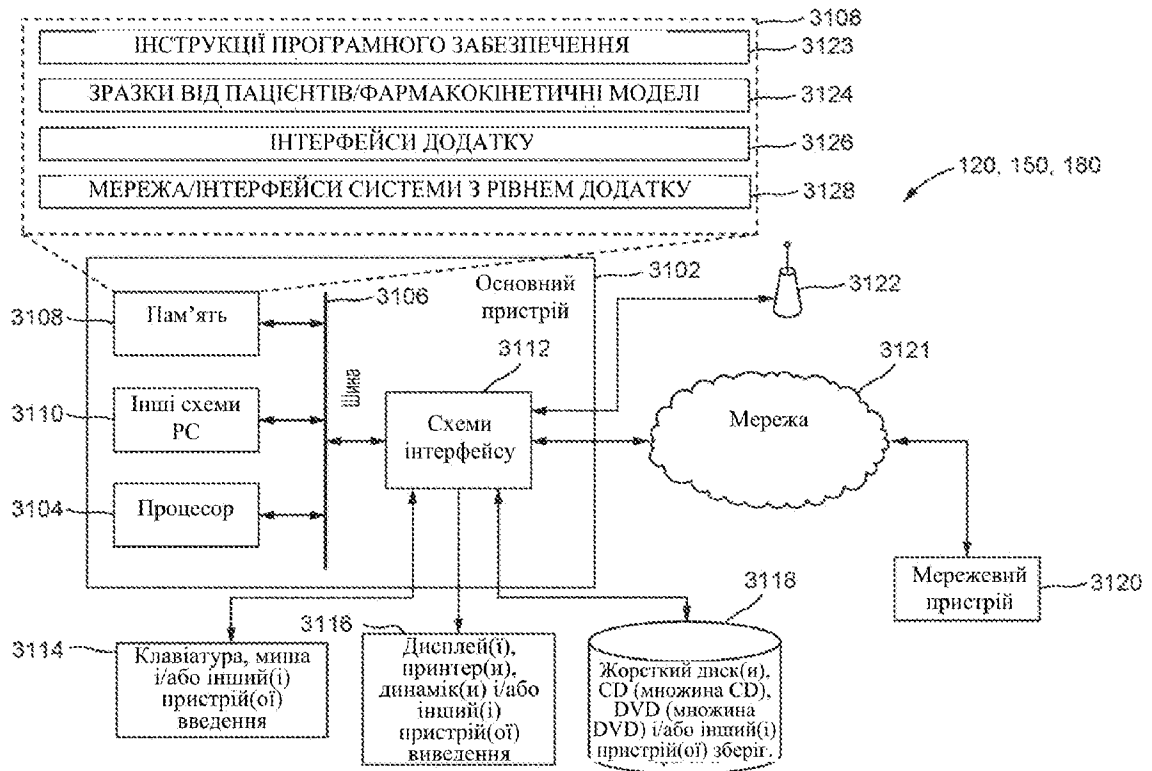 3108
ІНСТРУКЦІЇ ПРОГРАМНОГО ЗАБЕЗПЕЧЕННЯ
3123
ЗРАЗКИ ВІД ПАЦІЄНТІВ/ФАРМАКОКІНЕТИЧНІ МОДЕЛІ
3124
ІНТЕРФЕЙСИ ДОДАТКУ
3126
МЕРЕЖА/ІНТЕРФЕЙСИ СИСТЕМИ З РІВНЕМ ДОДАТКУ
3128
120, 150, 180
3102
Основний
пристрій
3106
3122
3108
Пам’ять
3112
3121
Шина
3110
Інші схеми
РС
Схеми
інтерфейсу
Мережа
3104
Процесор
3118
Мережевий
пристрій
3120
3114
Клавіатура, миша
і/або інший(і)
пристрій(ої)
введення
3116
Дисплей(ї),
принтер(и),
динамік(и) і/або
інший(і)
пристрій(ої)
виведення
Жорсткий диск(и),
CD (множина CD),
DVD (множина
DVD) і/або інший(і)
пристрій(ої) зберіг.